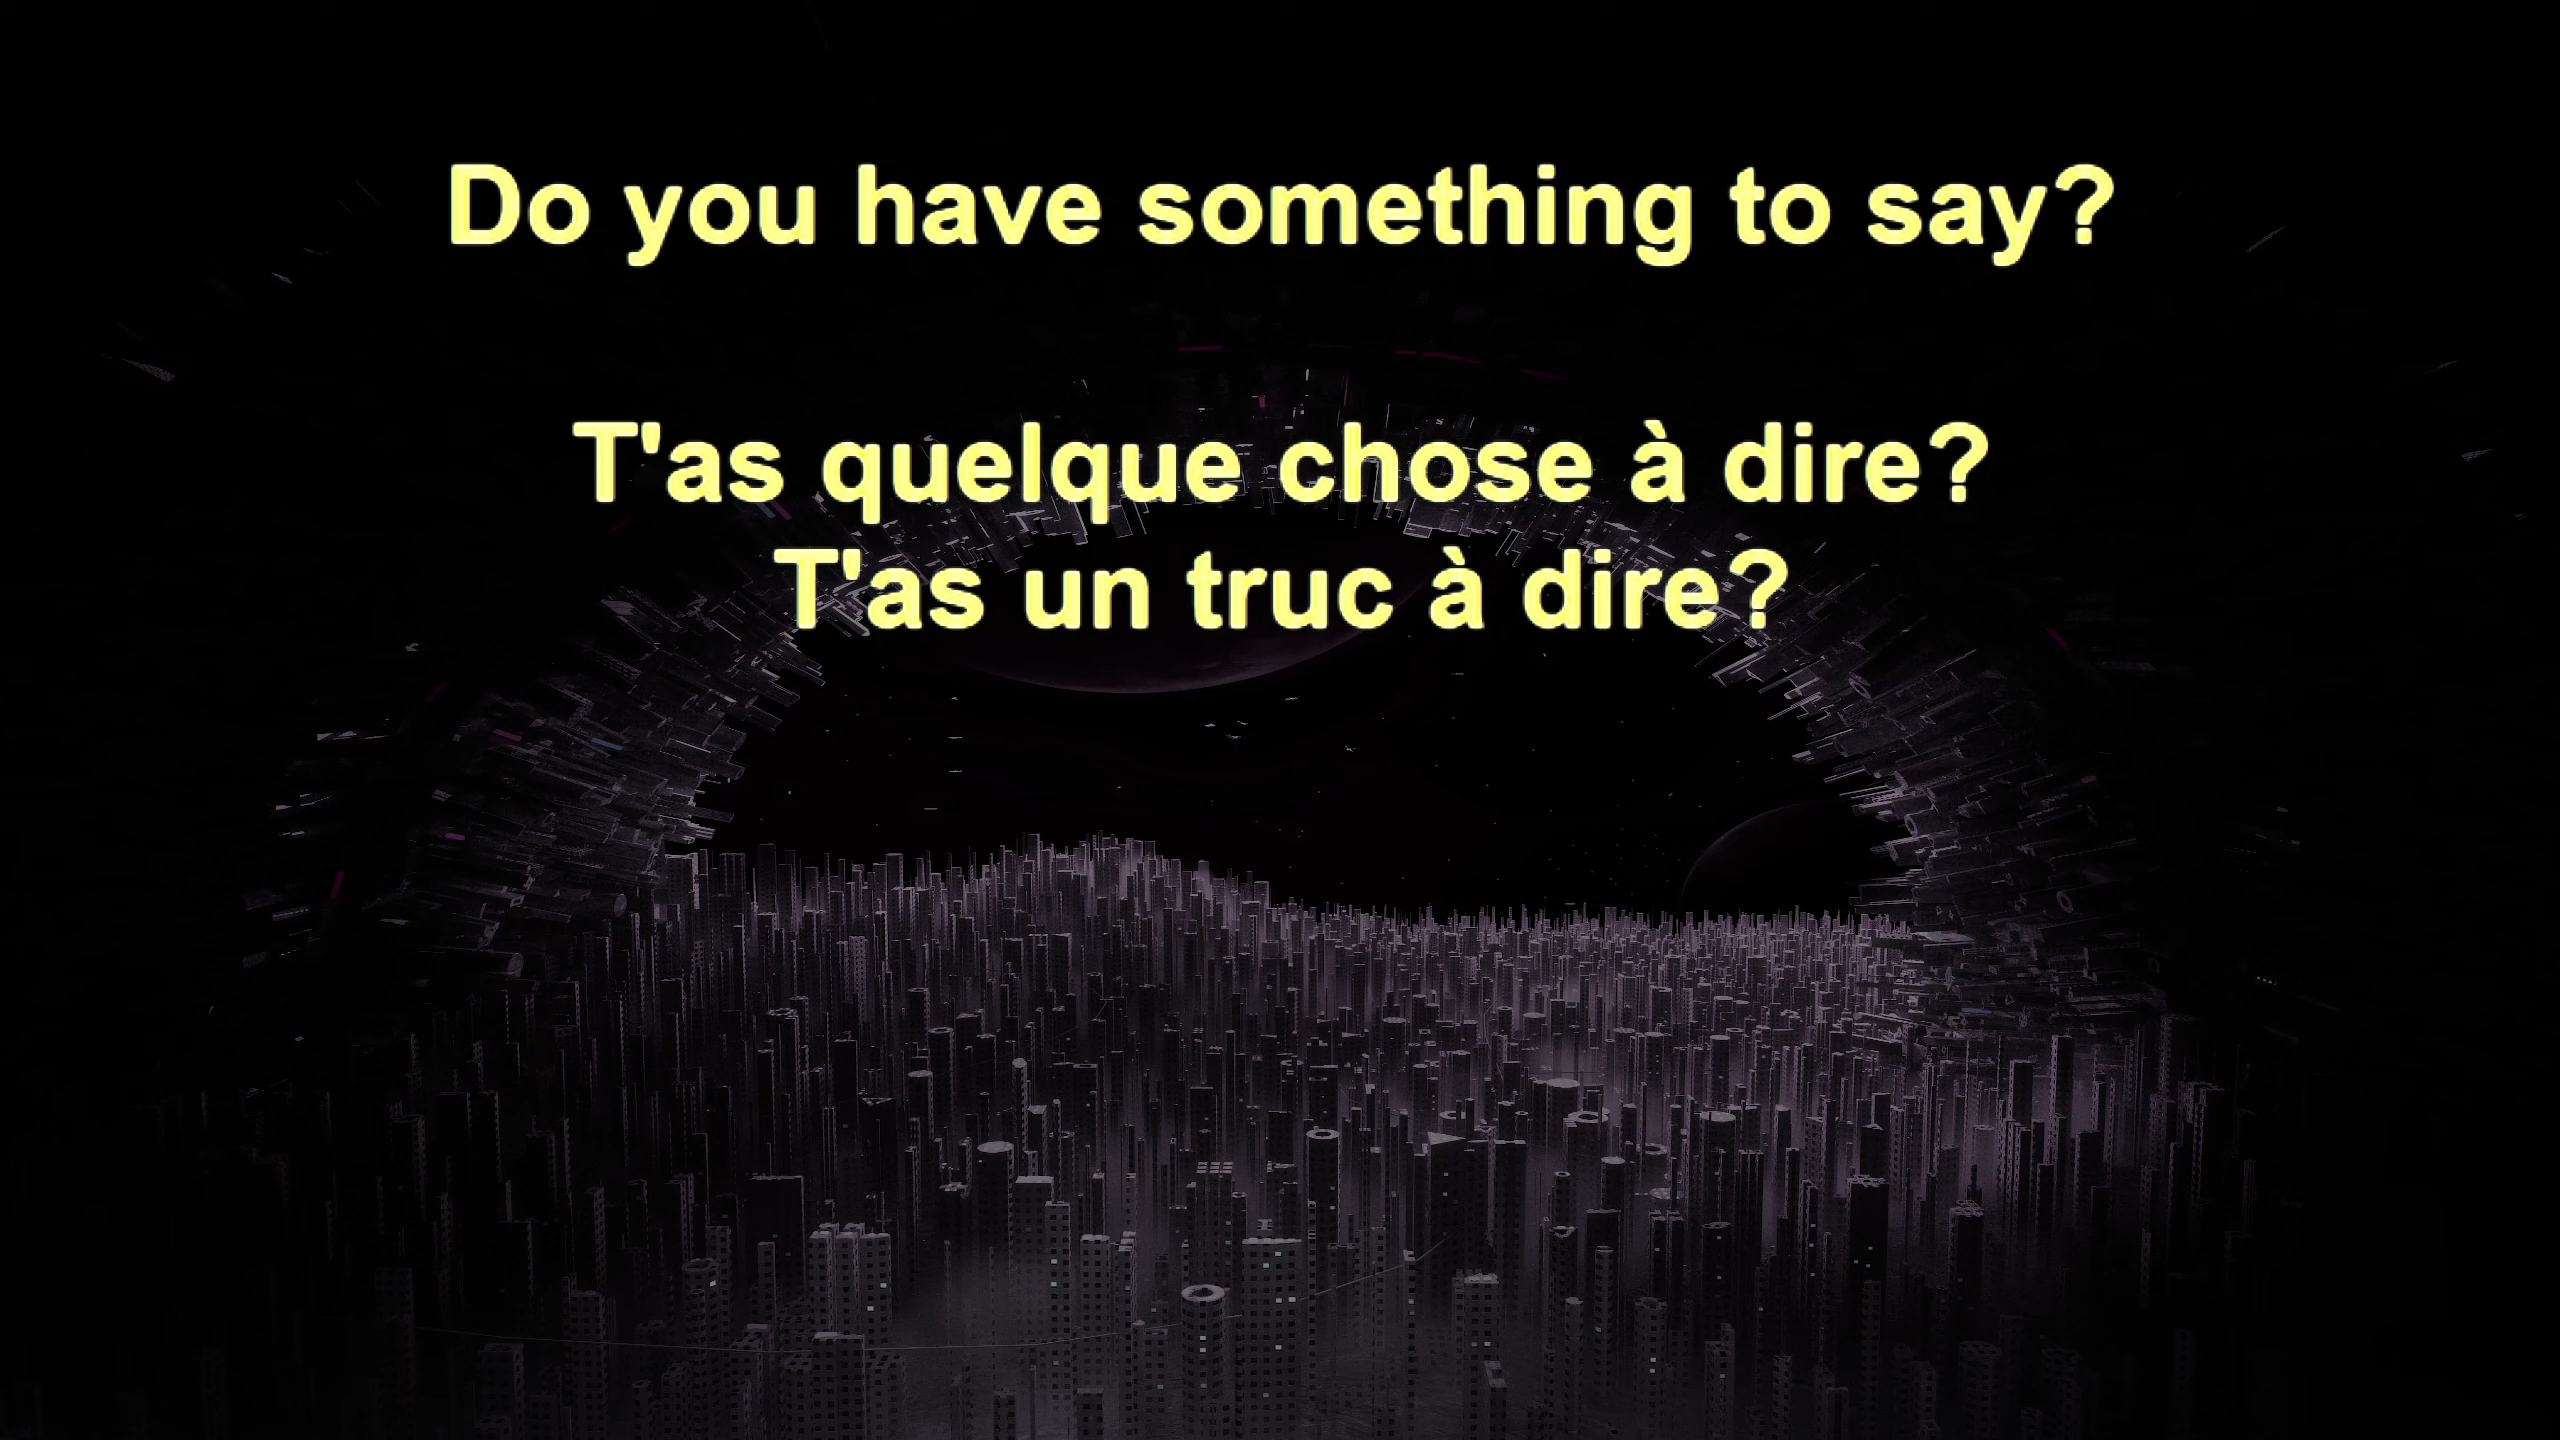 Do you have something to say?
T'as quelque chose à dire?
T'as un truc à dire?